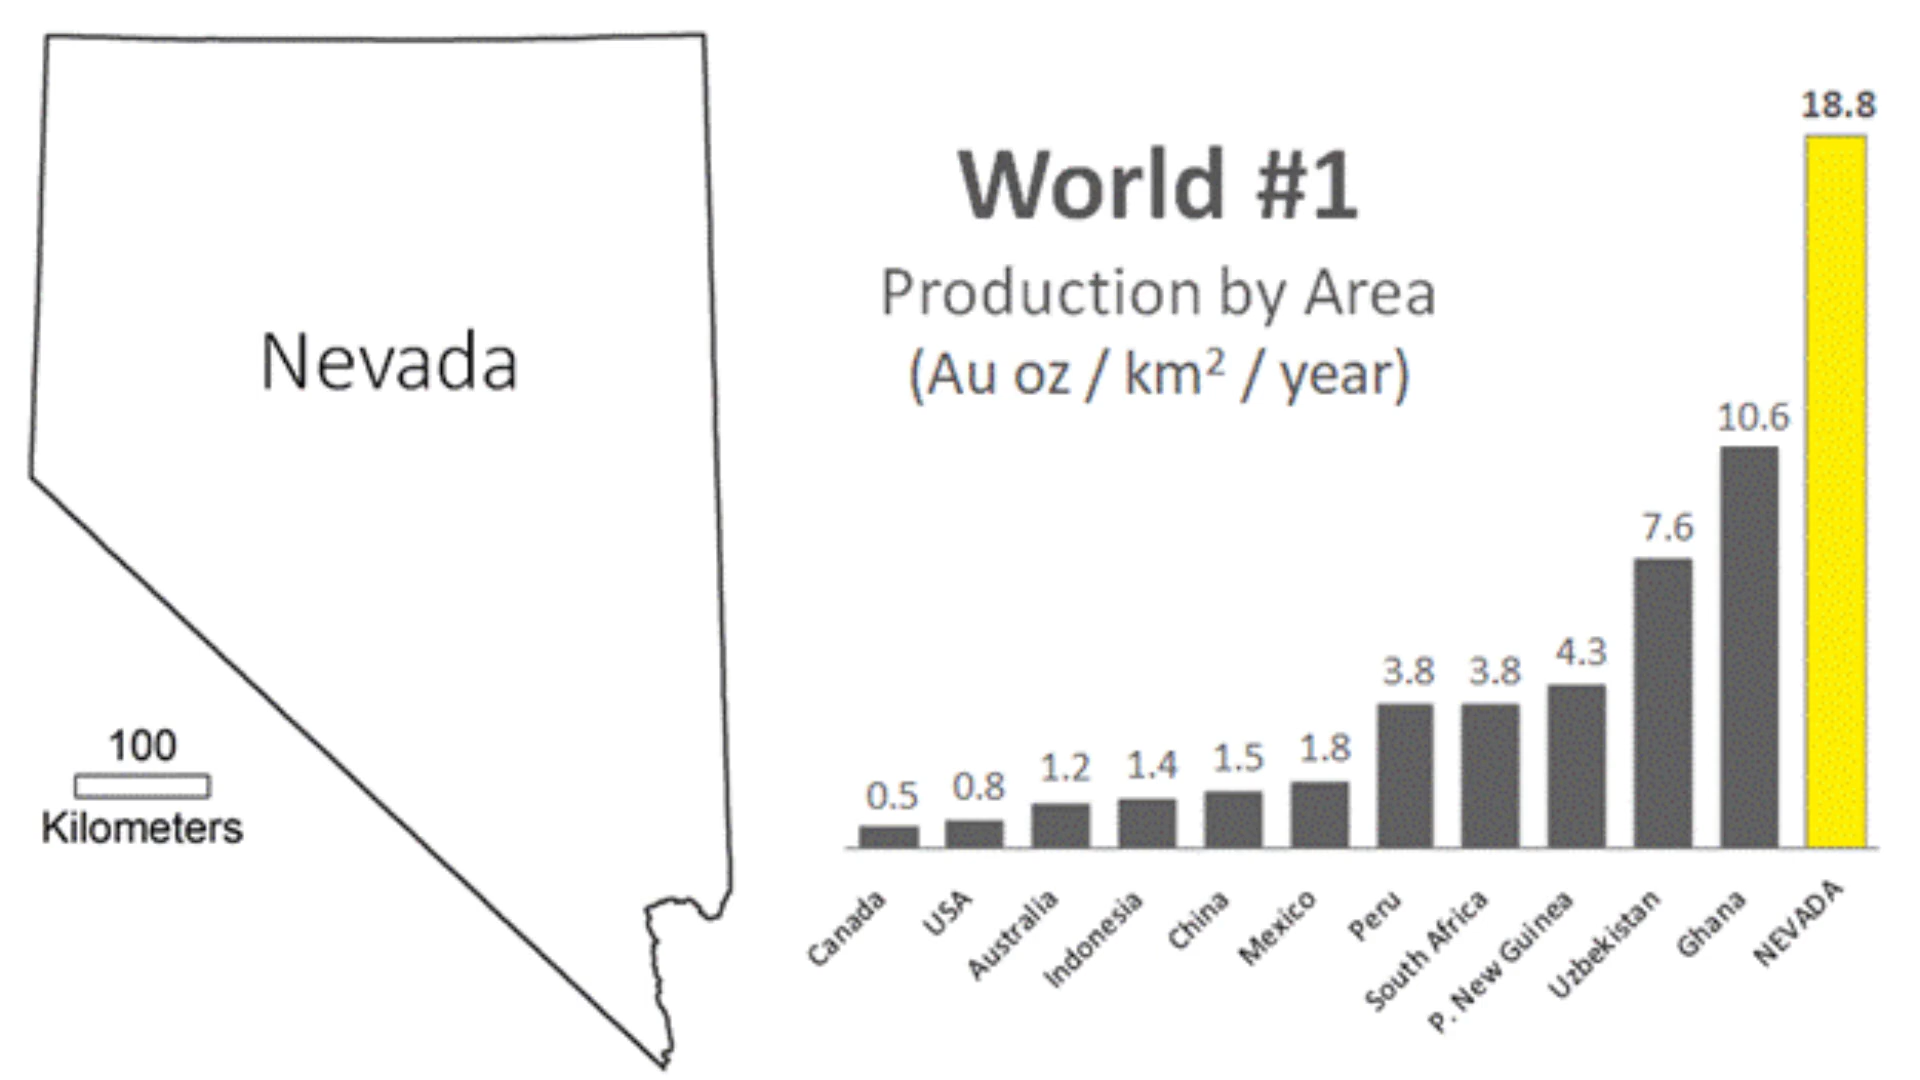 Nevada
100
Kilometers
World #1
Production by Area
(Au oz / km² / year)
0.5
0.8
1.2
1.4
1.5
1.8
3.8
3.8
4.3
7.6
10.6
18.8
Canada
USA
Australia
Indonesia
China
Mexico
Peru
South Africa
P. New Guinea
Uzbekistan
Ghana
NEVADA